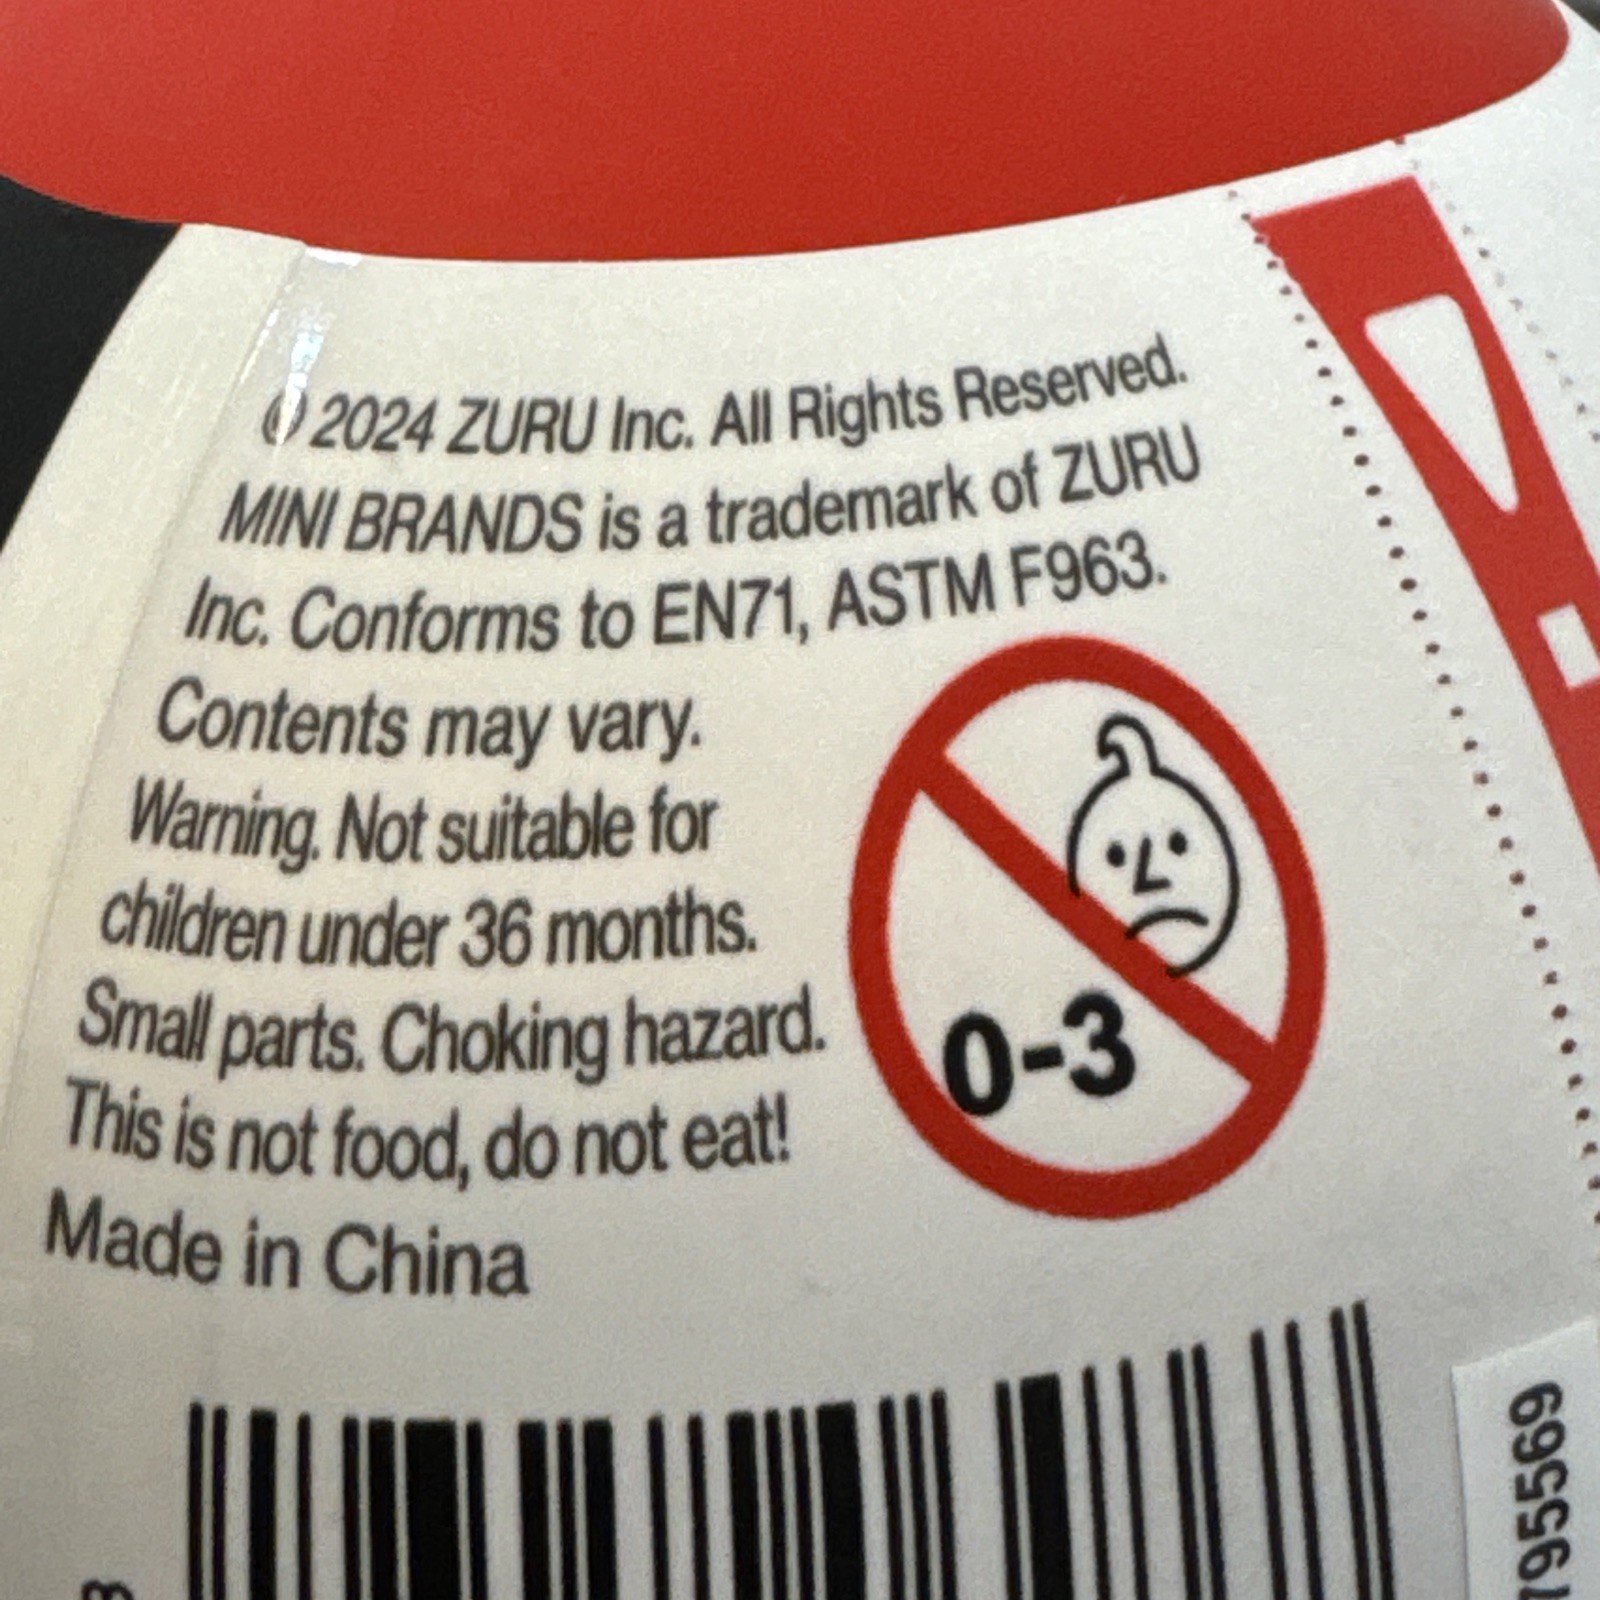 © 2024 ZURU Inc. All Rights Reserved.
MINI BRANDS is a trademark of ZURU
Inc. Conforms to EN71, ASTM F963.
Contents may vary.
Warning. Not suitable for
children under 36 months.
Small parts. Choking hazard.
This is not food, do not eat!
Made in China
0-3